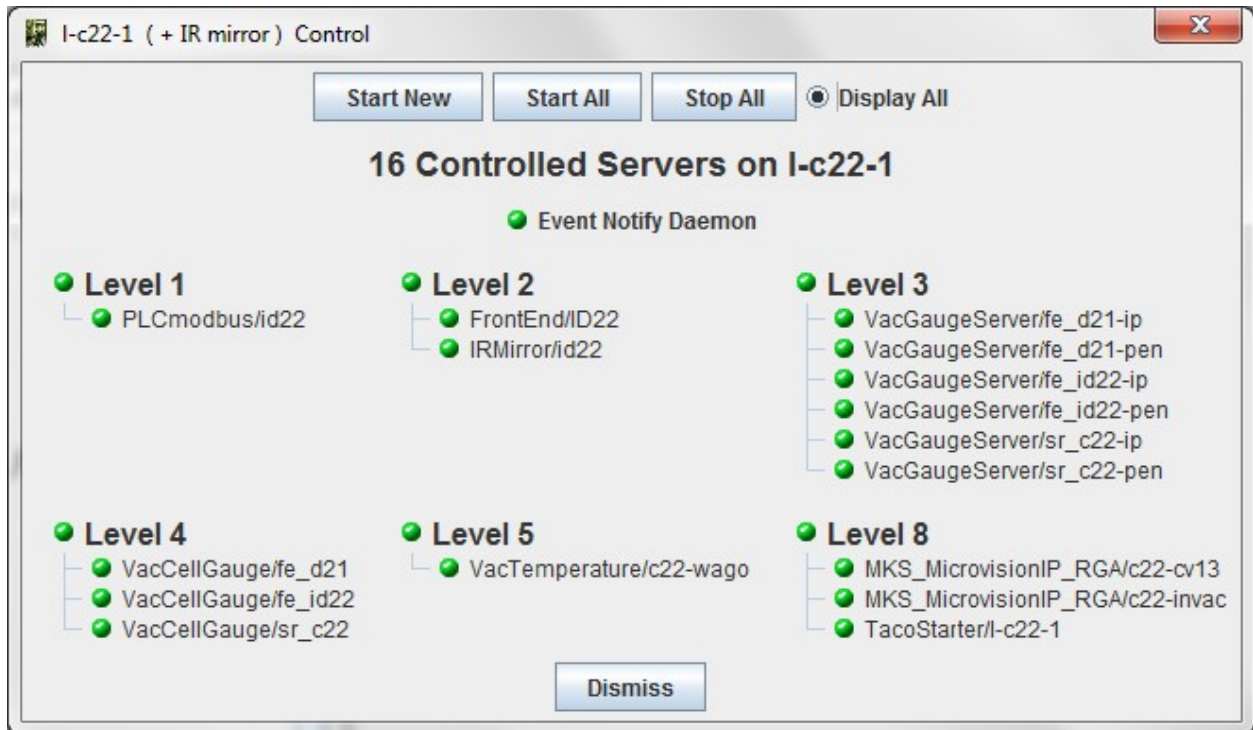 l-c22-1 ( + IR mirror ) Control
Start New Start All Stop All Display All
16 Controlled Servers on l-c22-1
Event Notify Daemon
Level 1
PLCmodbus/id22
Level 2
FrontEnd/ID22
IRMirror/id22
Level 3
VacGaugeServer/fe_d21-ip
VacGaugeServer/fe_d21-pen
VacGaugeServer/fe_id22-ip
VacGaugeServer/fe_id22-pen
VacGaugeServer/sr_c22-ip
VacGaugeServer/sr_c22-pen
Level 4
VacCellGauge/fe_d21
VacCellGauge/fe_id22
VacCellGauge/sr_c22
Level 5
VacTemperature/c22-wago
Level 8
MKS_MicrovisionIP_RGA/c22-cv13
MKS_MicrovisionIP_RGA/c22-invac
TacoStarter/l-c22-1
Dismiss